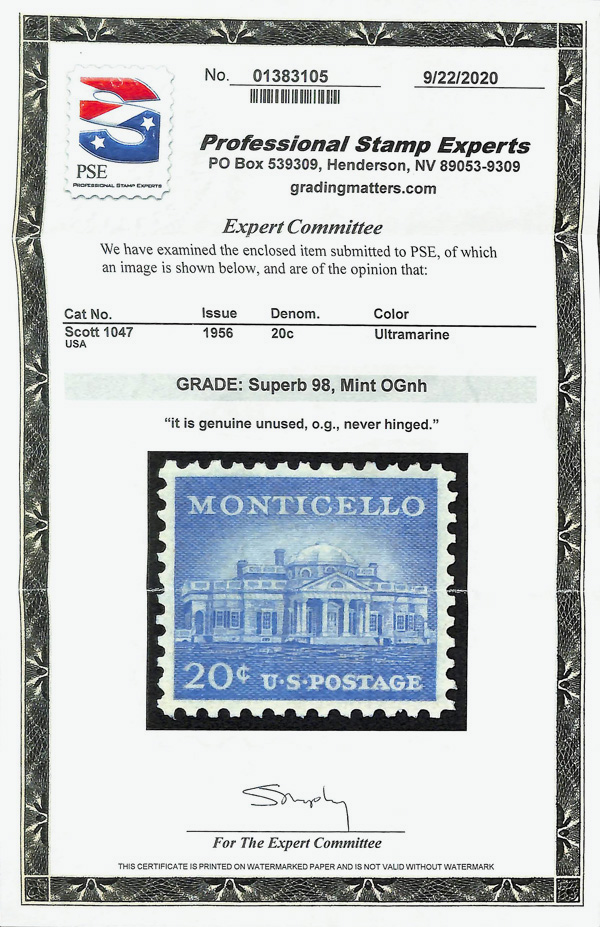 No. 01383105 9/22/2020
PSE
PROFESSIONAL STAMP EXPERTS
Professional Stamp Experts
PO Box 539309, Henderson, NV 89053-9309
gradingmatters.com
Expert Committee
We have examined the enclosed item submitted to PSE, of which
an image is shown below, and are of the opinion that:
Cat No. Issue Denom. Color
Scott 1047 1956 20c Ultramarine
USA
GRADE: Superb 98, Mint OGnh
“it is genuine unused, o.g., never hinged.”
MONTICELLO
20¢ U·S·POSTAGE
For The Expert Committee
THIS CERTIFICATE IS PRINTED ON WATERMARKED PAPER AND IS NOT VALID WITHOUT WATERMARK